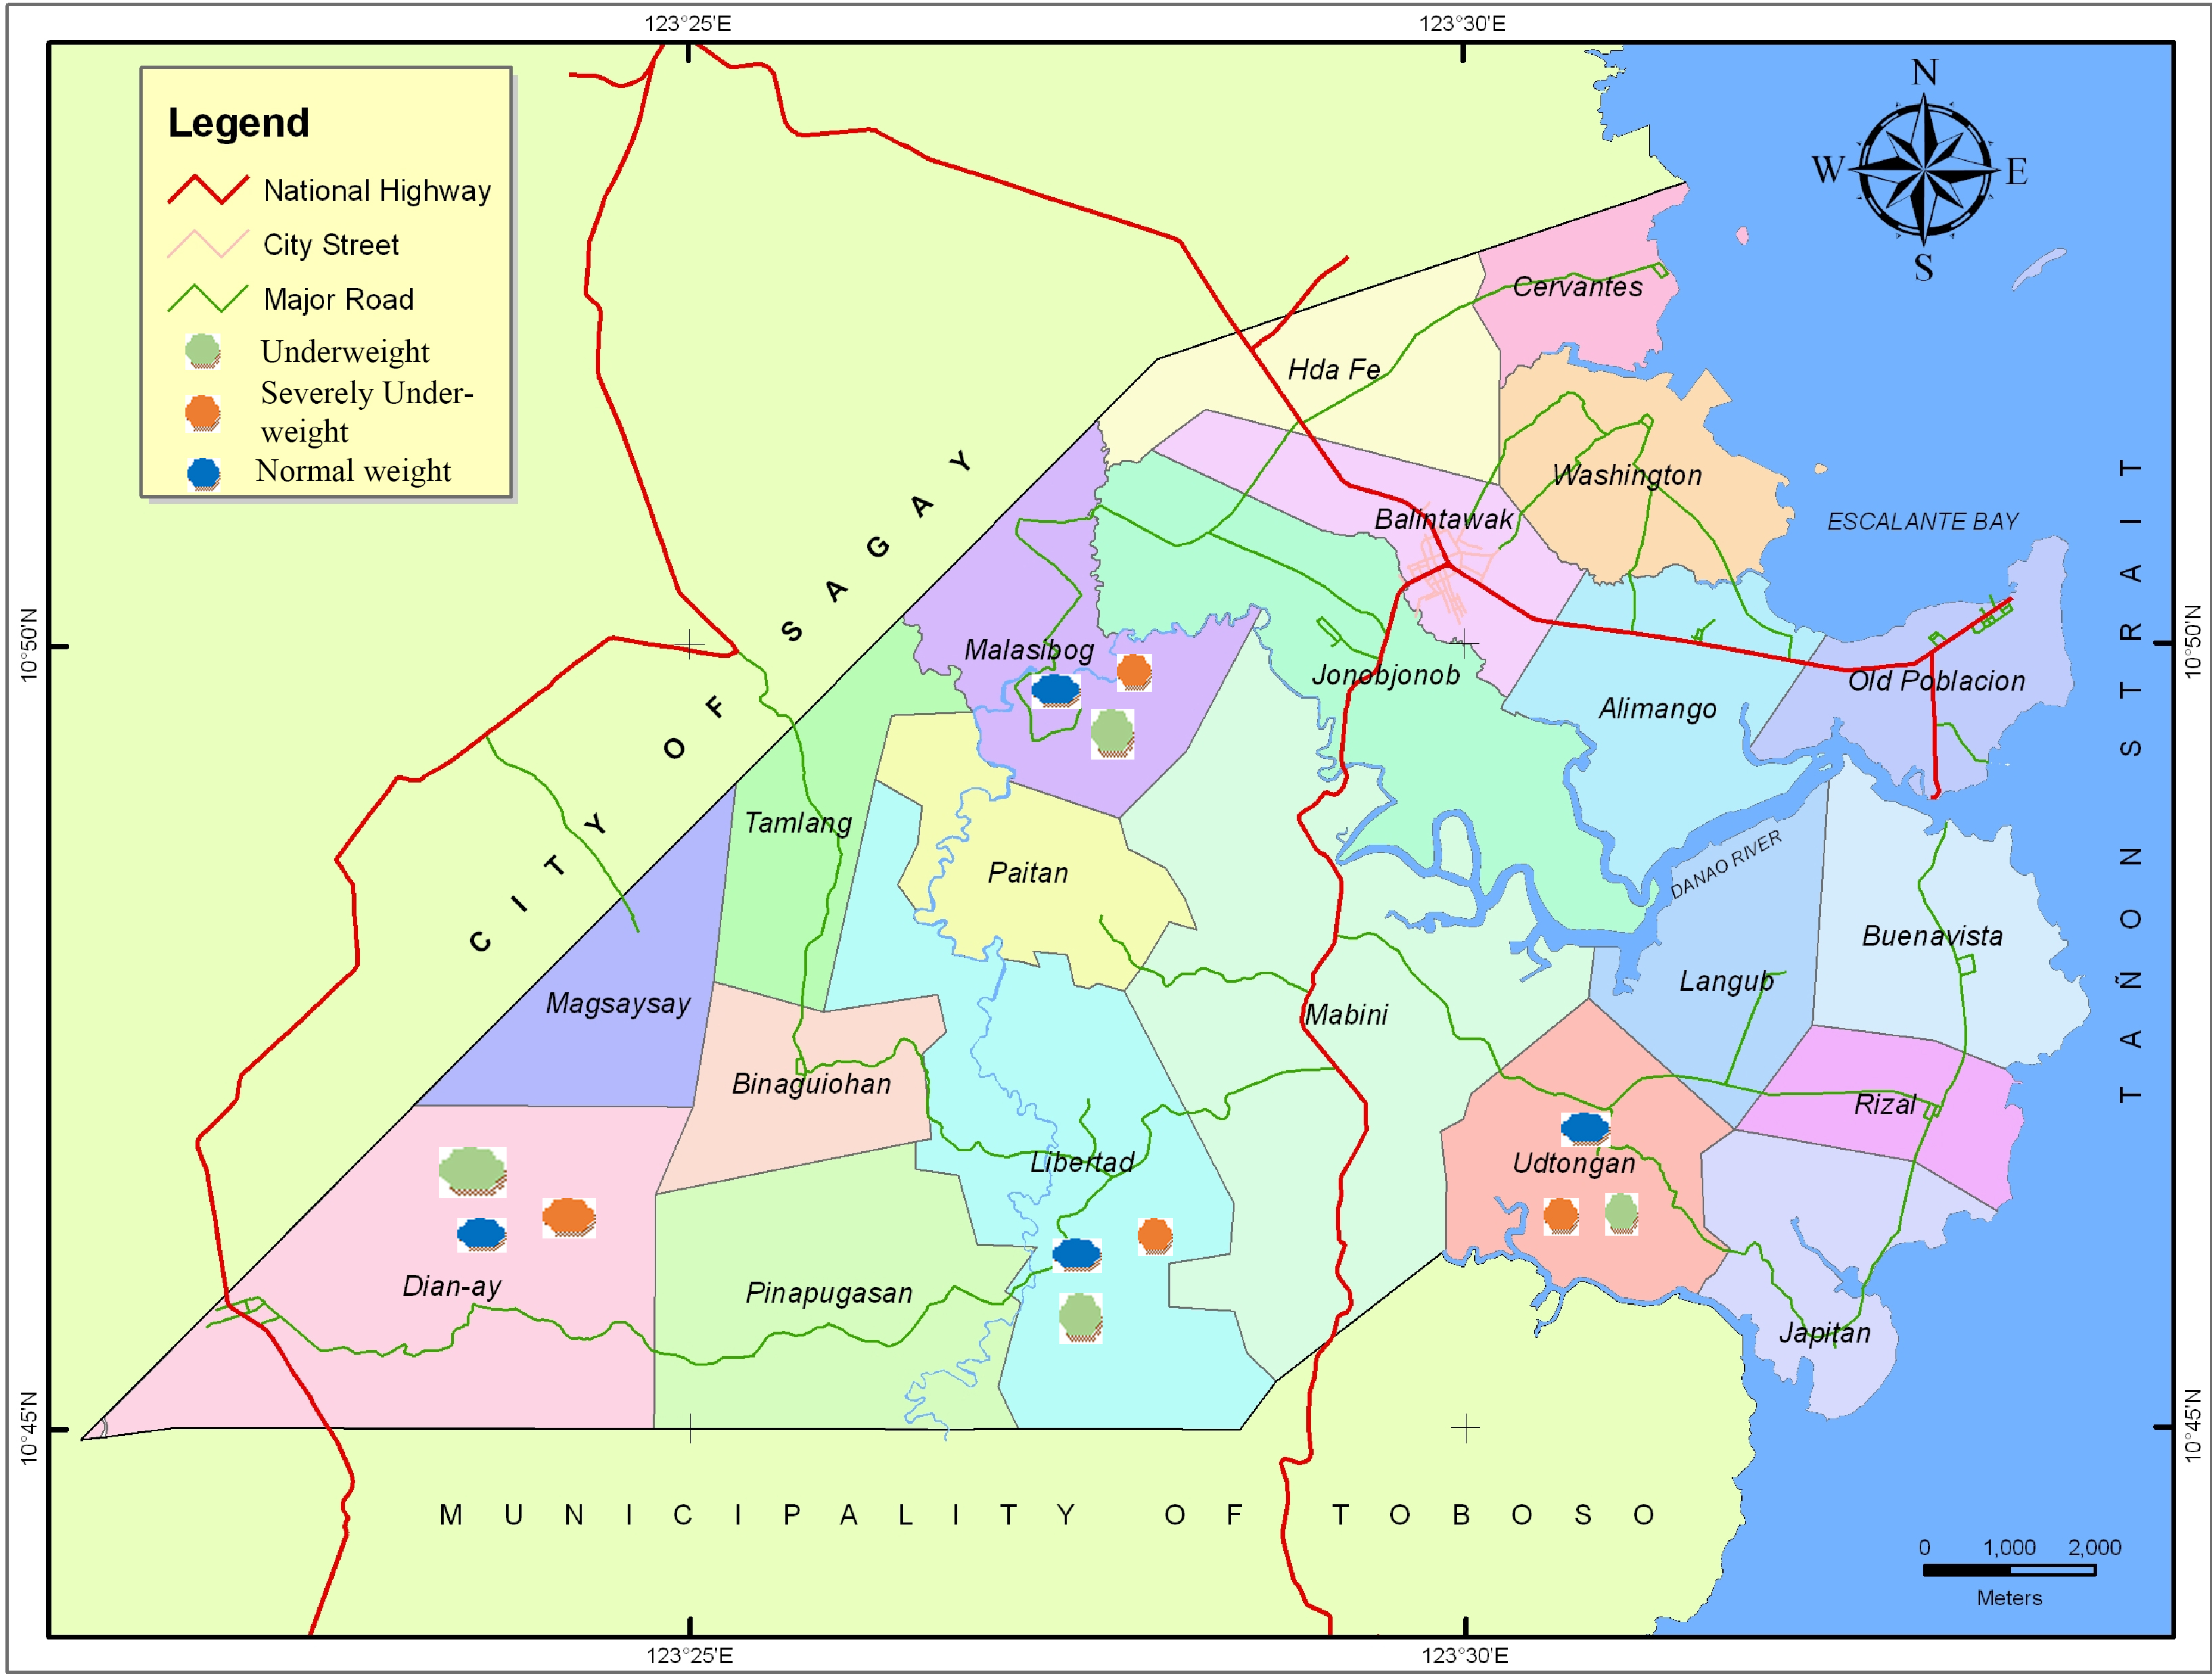 123°25'E
123°30'E
Legend
National Highway
City Street
Major Road
Underweight
Severely Under-
weight
Normal weight
N
W
E
S
Cervantes
Hda Fe
Washington
Balintawak
ESCALANTE BAY
CITY OF SAGAY
TAÑON STRAIT
10°50'N
10°50'N
Malasibog
Jonobjonob
Old Poblacion
Alimango
Tamlang
Paitan
DANAO RIVER
Buenavista
Langub
Magsaysay
Mabini
Binaguiohan
Rizal
Libertad
Udtongan
Dian-ay
Pinapugasan
Japitan
10°45'N
10°45'N
MUNICIPALITY OF TOBOSO
0 1,000 2,000
Meters
123°25'E
123°30'E